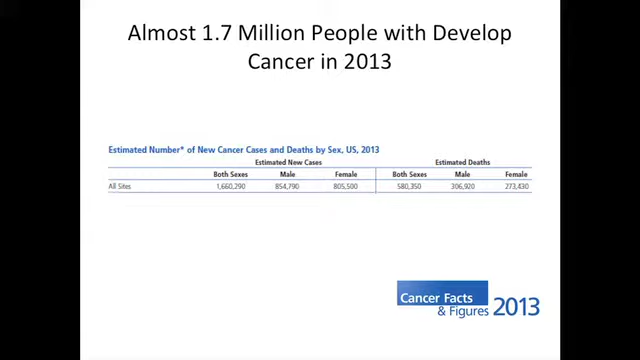 Almost 1.7 Million People with Develop
Cancer in 2013
Estimated Number* of New Cancer Cases and Deaths by Sex, US, 2013
Estimated New Cases Estimated Deaths
Both Sexes Male Female Both Sexes Male Female
All Sites 1,660,290 854,790 805,500 580,350 306,920 273,430
Cancer Facts
& Figures 2013